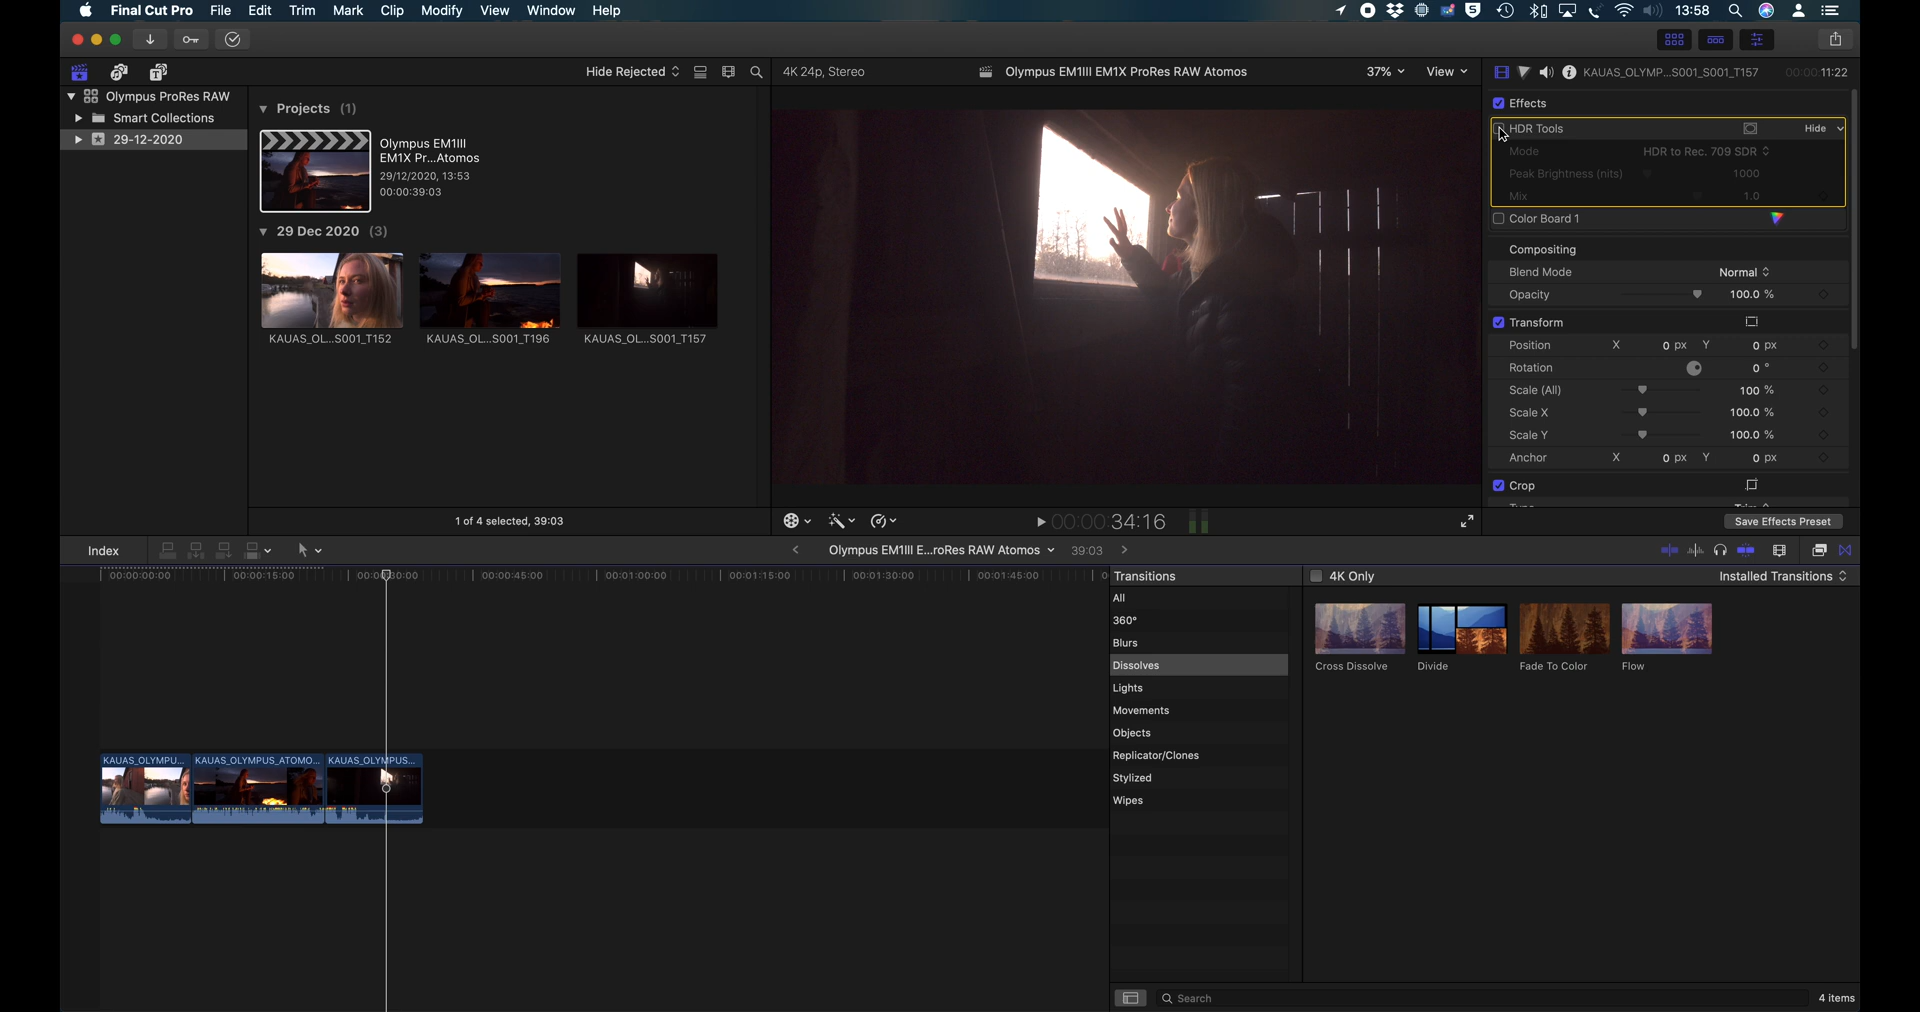 Final Cut Pro File Edit Trim Mark Clip Modify View Window Help 13:58
Hide Rejected 4K 24p, Stereo Olympus EM1III EM1X ProRes RAW Atomos 37% View KAUAS_OLYMP...S001_S001_T157 00:00:11:22
Olympus ProRes RAW
Smart Collections
29-12-2020
Projects (1)
Olympus EM1III
EM1X Pr...Atomos
29/12/2020, 13:53
00:00:39:03
29 Dec 2020 (3)
KAUAS_OL...S001_T152 KAUAS_OL...S001_T196 KAUAS_OL...S001_T157
1 of 4 selected, 39:03
00:00:34:16
Effects
HDR Tools Hide
Mode HDR to Rec. 709 SDR
Peak Brightness (nits) 1000
Mix 1.0
Color Board 1
Compositing
Blend Mode Normal
Opacity 100.0 %
Transform
Position X 0 px Y 0 px
Rotation 0 °
Scale (All) 100 %
Scale X 100.0 %
Scale Y 100.0 %
Anchor X 0 px Y 0 px
Crop
Save Effects Preset
Index Olympus EM1III E...roRes RAW Atomos 39:03
00:00:00:00 00:00:15:00 00:00:30:00 00:00:45:00 00:01:00:00 00:01:15:00 00:01:30:00 00:01:45:00
KAUAS_OLYMPU... KAUAS_OLYMPUS_ATOMO... KAUAS_OLYMPUS...
Transitions 4K Only Installed Transitions
All
360°
Blurs
Dissolves
Lights
Movements
Objects
Replicator/Clones
Stylized
Wipes
Cross Dissolve Divide Fade To Color Flow
Search 4 items